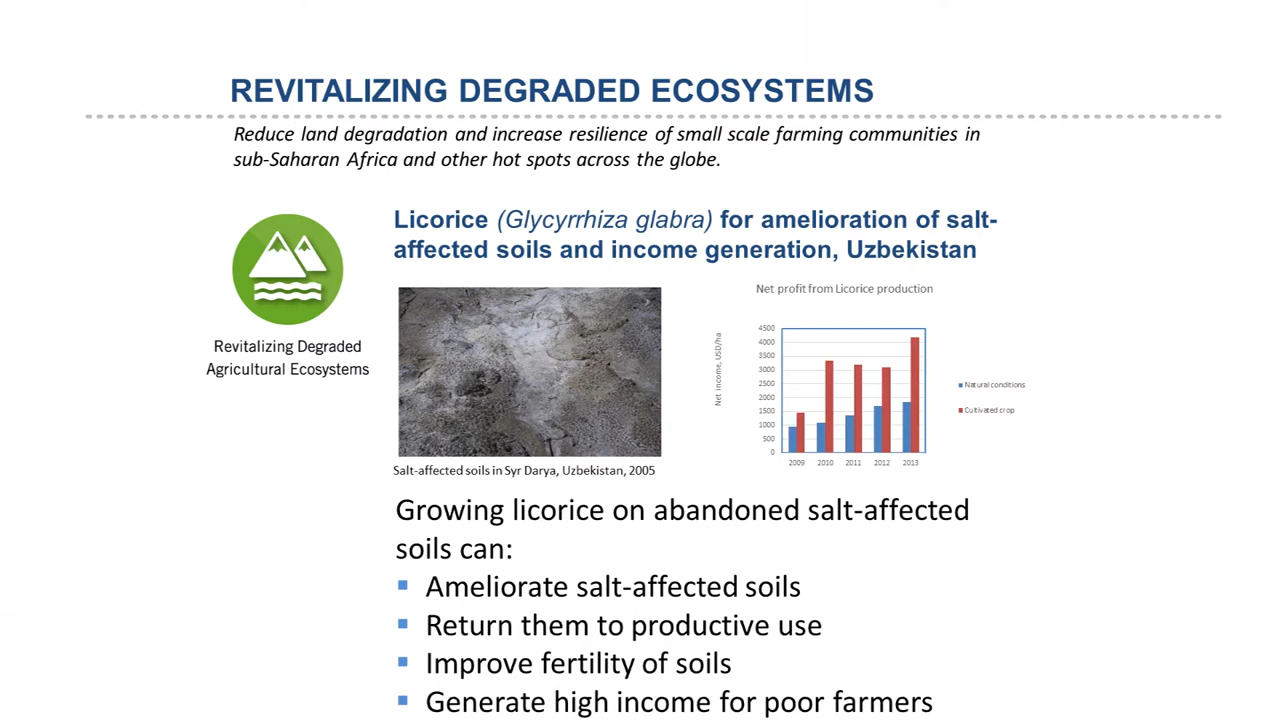 REVITALIZING DEGRADED ECOSYSTEMS
Reduce land degradation and increase resilience of small scale farming communities in
sub-Saharan Africa and other hot spots across the globe.
Licorice (Glycyrrhiza glabra) for amelioration of salt-
affected soils and income generation, Uzbekistan
Revitalizing Degraded
Agricultural Ecosystems
Net profit from Licorice production
Net income, USD/ha
4500
4000
3500
3000
2500
2000
1500
1000
500
0
2009 2010 2011 2012 2013
Natural conditions
Cultivated crop
Salt-affected soils in Syr Darya, Uzbekistan, 2005
Growing licorice on abandoned salt-affected
soils can:
Ameliorate salt-affected soils
Return them to productive use
Improve fertility of soils
Generate high income for poor farmers